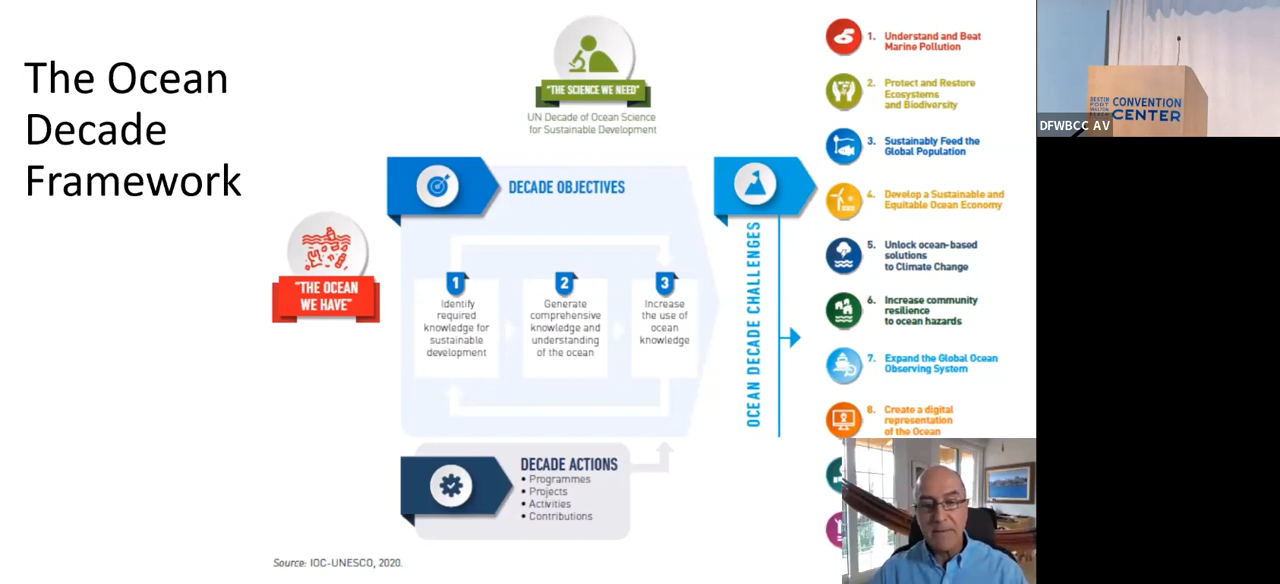 The Ocean
Decade
Framework
"THE SCIENCE WE NEED"
UN Decade of Ocean Science
for Sustainable Development
"THE OCEAN
WE HAVE"
DECADE OBJECTIVES
1
Identify
required
knowledge for
sustainable
development
2
Generate
comprehensive
knowledge and
understanding
of the ocean
3
Increase
the use of
ocean
knowledge
DECADE ACTIONS
• Programmes
• Projects
• Activities
• Contributions
OCEAN DECADE CHALLENGES
1. Understand and Beat
Marine Pollution
2. Protect and Restore
Ecosystems
and Biodiversity
3. Sustainably Feed the
Global Population
4. Develop a Sustainable and
Equitable Ocean Economy
5. Unlock ocean-based
solutions
to Climate Change
6. Increase community
resilience
to ocean hazards
7. Expand the Global Ocean
Observing System
8. Create a digital
representation
of the Ocean
Source: IOC-UNESCO, 2020.
DESTIN
FORT
WALTON
BEACH
CONVENTION
CENTER
DFWBCC AV